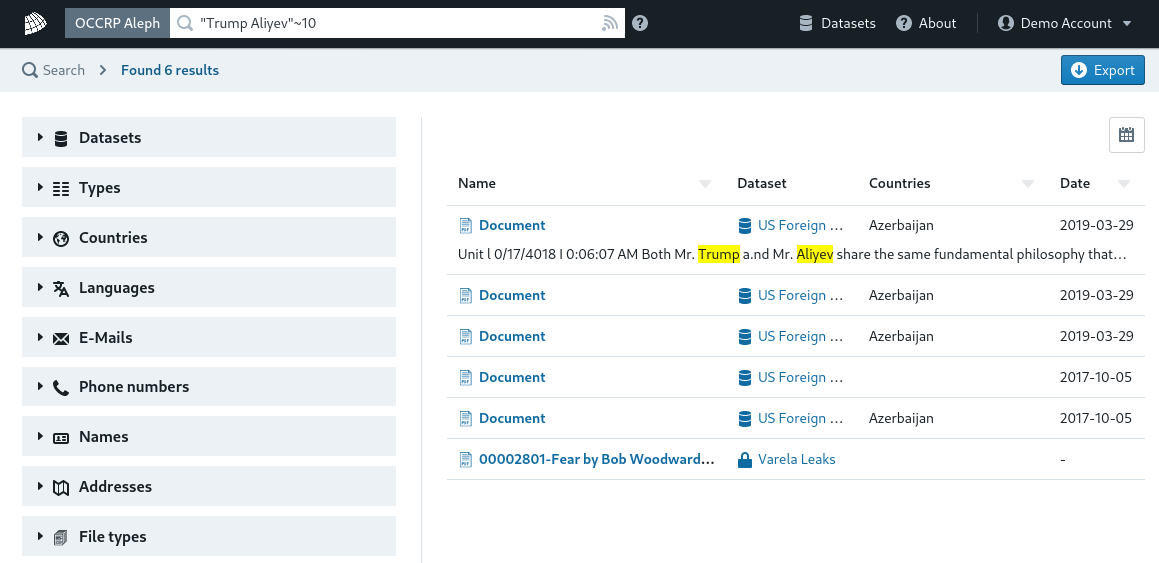 OCCRP Aleph "Trump Aliyev"~10 Datasets About Demo Account
Search Found 6 results Export
Datasets
Types
Countries
Languages
E-Mails
Phone numbers
Names
Addresses
File types
Name Dataset Countries Date
Document US Foreign ... Azerbaijan 2019-03-29
Unit l 0/17/4018 I 0:06:07 AM Both Mr. Trump a.nd Mr. Aliyev share the same fundamental philosophy that...
Document US Foreign ... Azerbaijan 2019-03-29
Document US Foreign ... Azerbaijan 2019-03-29
Document US Foreign ... 2017-10-05
Document US Foreign ... Azerbaijan 2017-10-05
00002801-Fear by Bob Woodward... Varela Leaks -